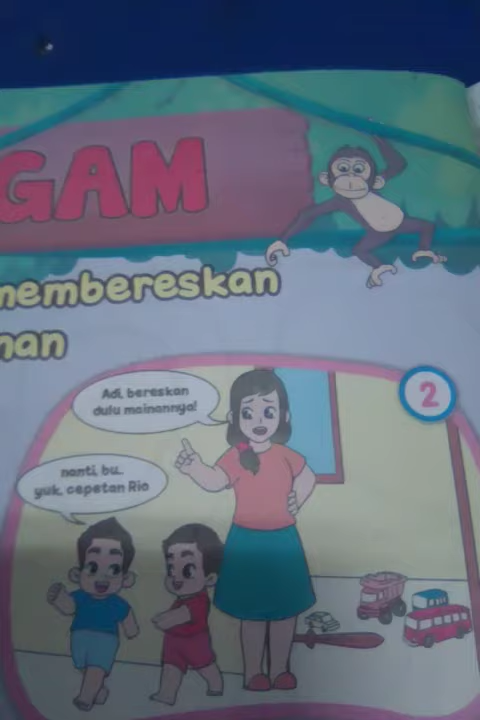 GAM
membereskan
nan
2
Adi, bereskan
dulu mainannya!
nanti, bu.
yuk, cepetan Rio